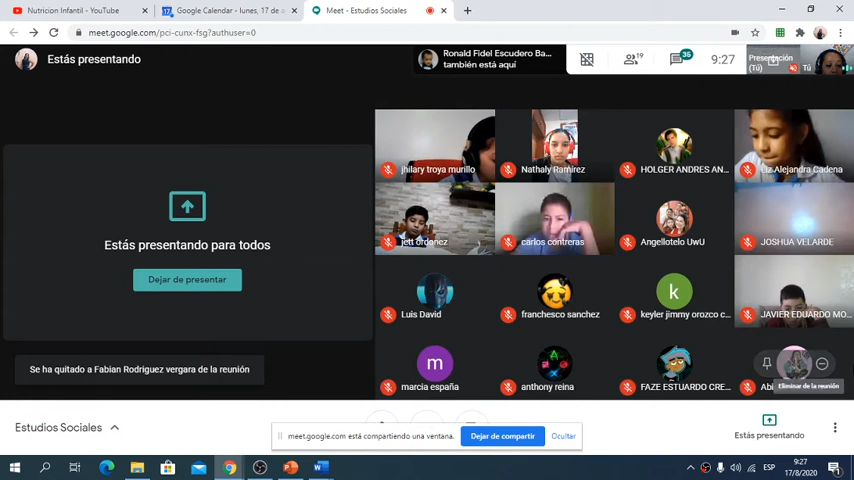 Nutricion Infantil - YouTube
Google Calendar - lunes, 17 de a
Meet - Estudios Sociales
meet.google.com/pci-cunx-fsg?authuser=0
Estás presentando
Ronald Fidel Escudero Ba...
también está aquí
19
35
9:27
Presentación
(Tú)
Tú
Estás presentando para todos
Dejar de presentar
Se ha quitado a Fabian Rodriguez vergara de la reunión
jhilary troya murillo
Nathaly Ramírez
HOLGER ANDRES AN...
Liz Alejandra Cadena
jett ordonez
carlos contreras
Angellotelo UwU
JOSHUA VELARDE
Luis David
franchesco sanchez
k
keyler jimmy orozco c...
JAVIER EDUARDO MO...
m
marcia españa
anthony reina
FAZE ESTUARDO CRE...
Eliminar de la reunión
Estudios Sociales
meet.google.com está compartiendo una ventana.
Dejar de compartir
Ocultar
Estás presentando
ESP
9:27
17/8/2020